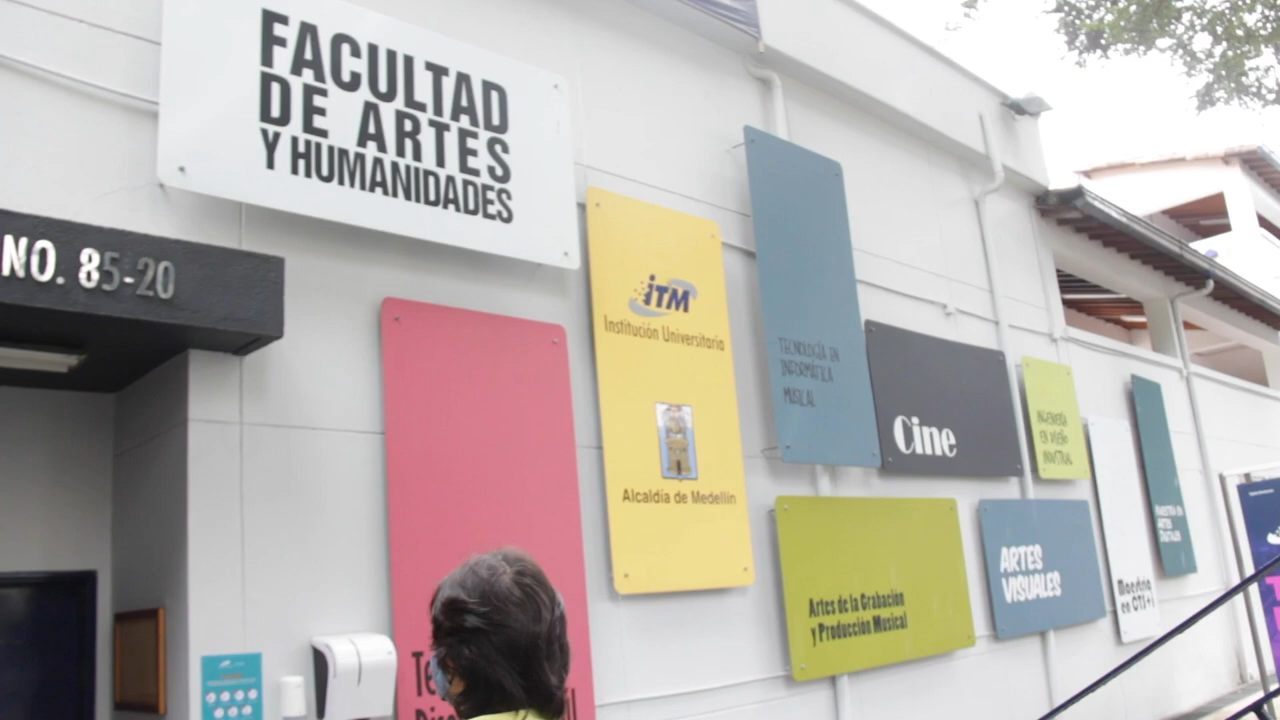 FACULTAD
DE ARTES
Y HUMANIDADES
NO. 85-20
iTM
Institución Universitaria
Alcaldía de Medellín
TECNOLOGÍA EN
INFORMÁTICA
MUSICAL
Cine
INGENIERÍA
EN DISEÑO
INDUSTRIAL
Artes de la Grabación
y Producción Musical
ARTES
VISUALES
Maestría
en CTI+i
MAESTRÍA EN
ARTES
DIGITALES